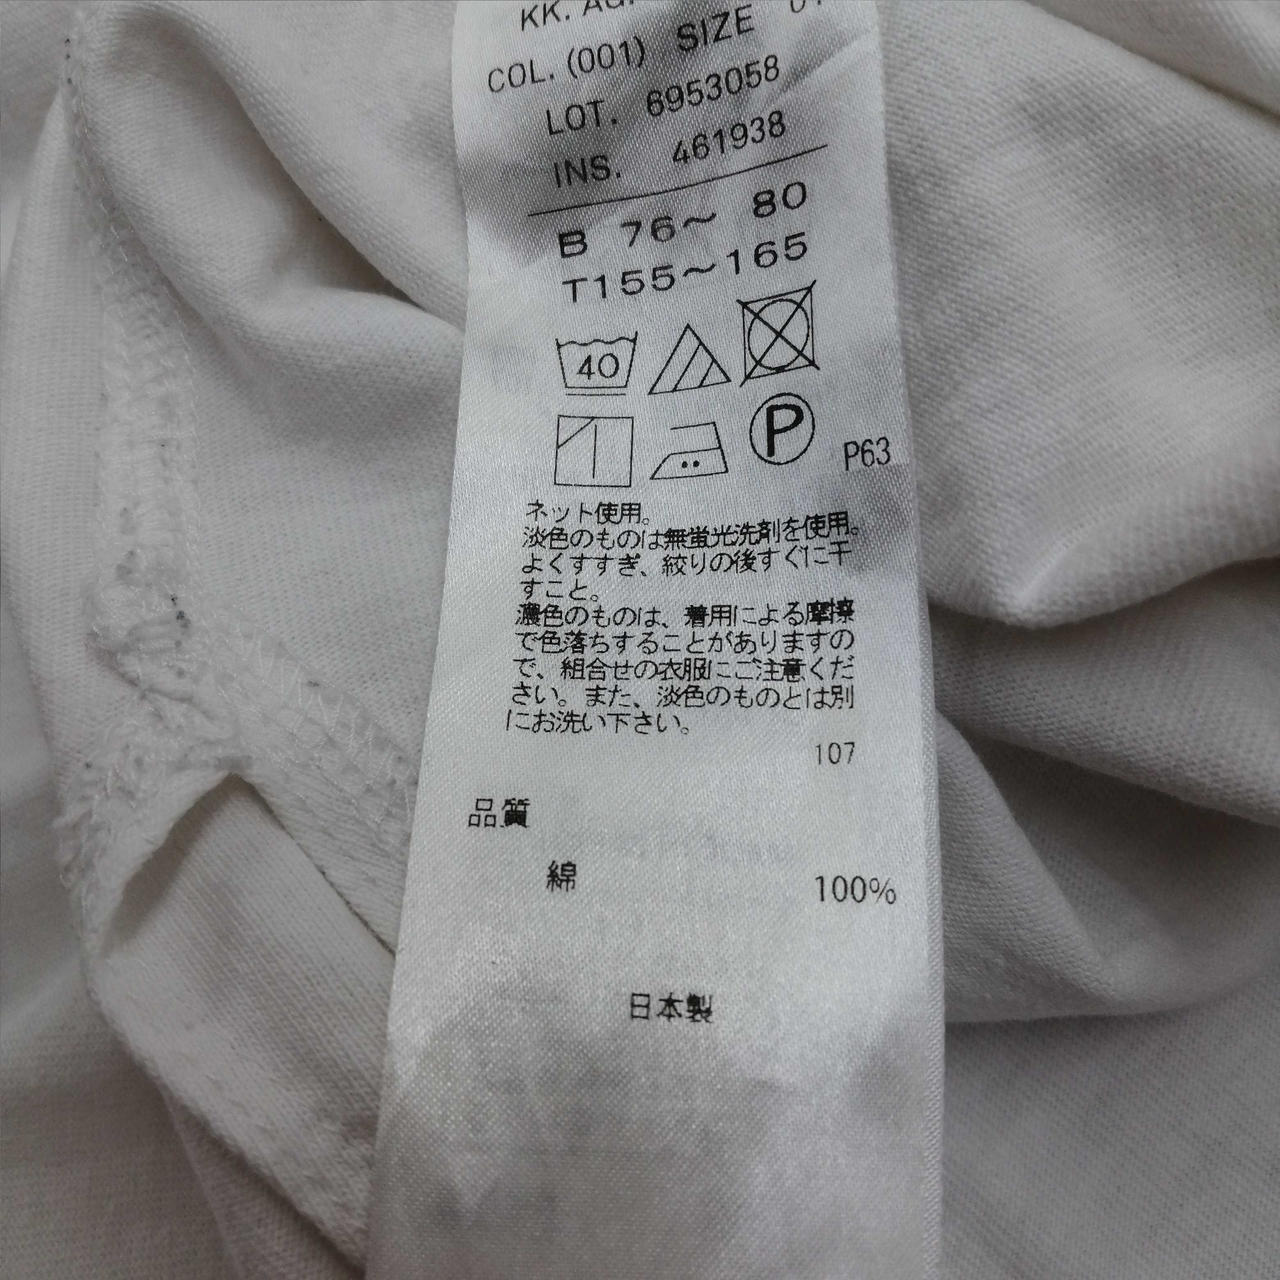 KK. AG.
COL. (001) SIZE
LOT. 6953058
INS. 461938
B 76～ 80
T155～165
40
P
P63
ネット使用。
淡色のものは無蛍光洗剤を使用。
よくすすぎ、絞りの後すぐに干
すこと。
濃色のものは、着用による摩擦
で色落ちすることがありますの
で、組合せの衣服にご注意くだ
さい。また、淡色のものとは別
にお洗い下さい。
107
品質
綿 100%
日本製